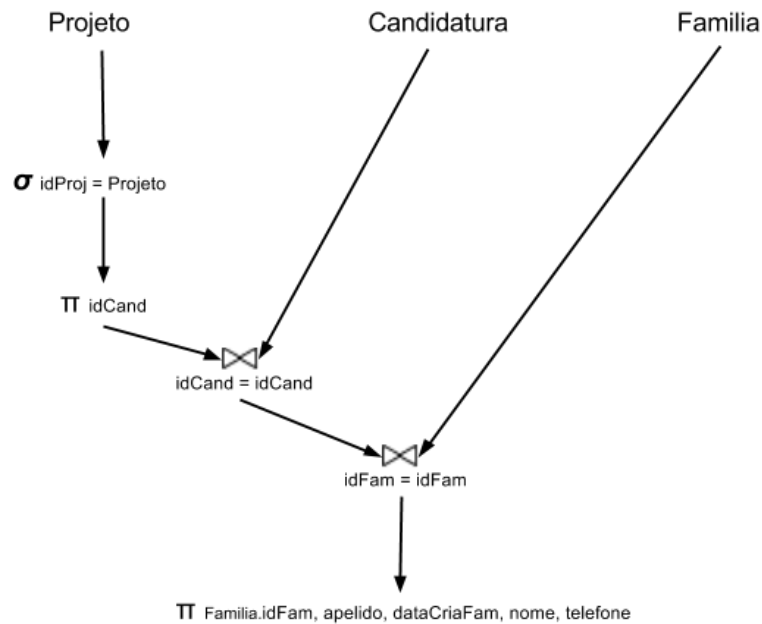 Projeto Candidatura Familia
σ idProj = Projeto
π idCand
⋈
idCand = idCand
⋈
idFam = idFam
π Familia.idFam, apelido, dataCriaFam, nome, telefone